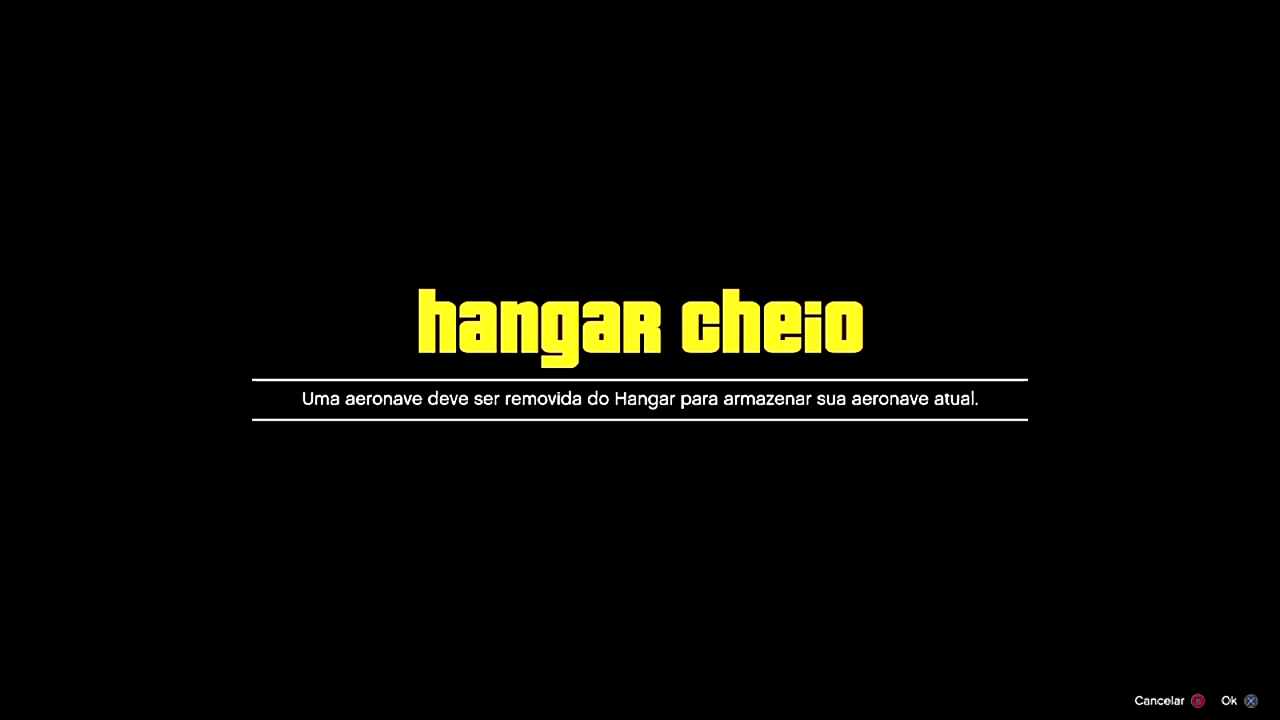 hangar cheio
Uma aeronave deve ser removida do Hangar para armazenar sua aeronave atual.
Cancelar Ok